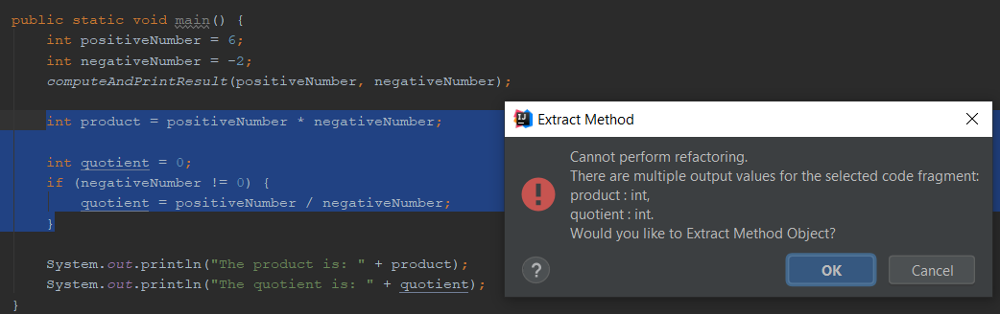 public static void main() {
int positiveNumber = 6;
int negativeNumber = -2;
computeAndPrintResult(positiveNumber, negativeNumber);
int product = positiveNumber * negativeNumber;
int quotient = 0;
if (negativeNumber != 0) {
quotient = positiveNumber / negativeNumber;
}
System.out.println("The product is: " + product);
System.out.println("The quotient is: " + quotient);
}
IJ
Extract Method
Cannot perform refactoring.
There are multiple output values for the selected code fragment:
product : int,
quotient : int.
Would you like to Extract Method Object?
?
OK
Cancel